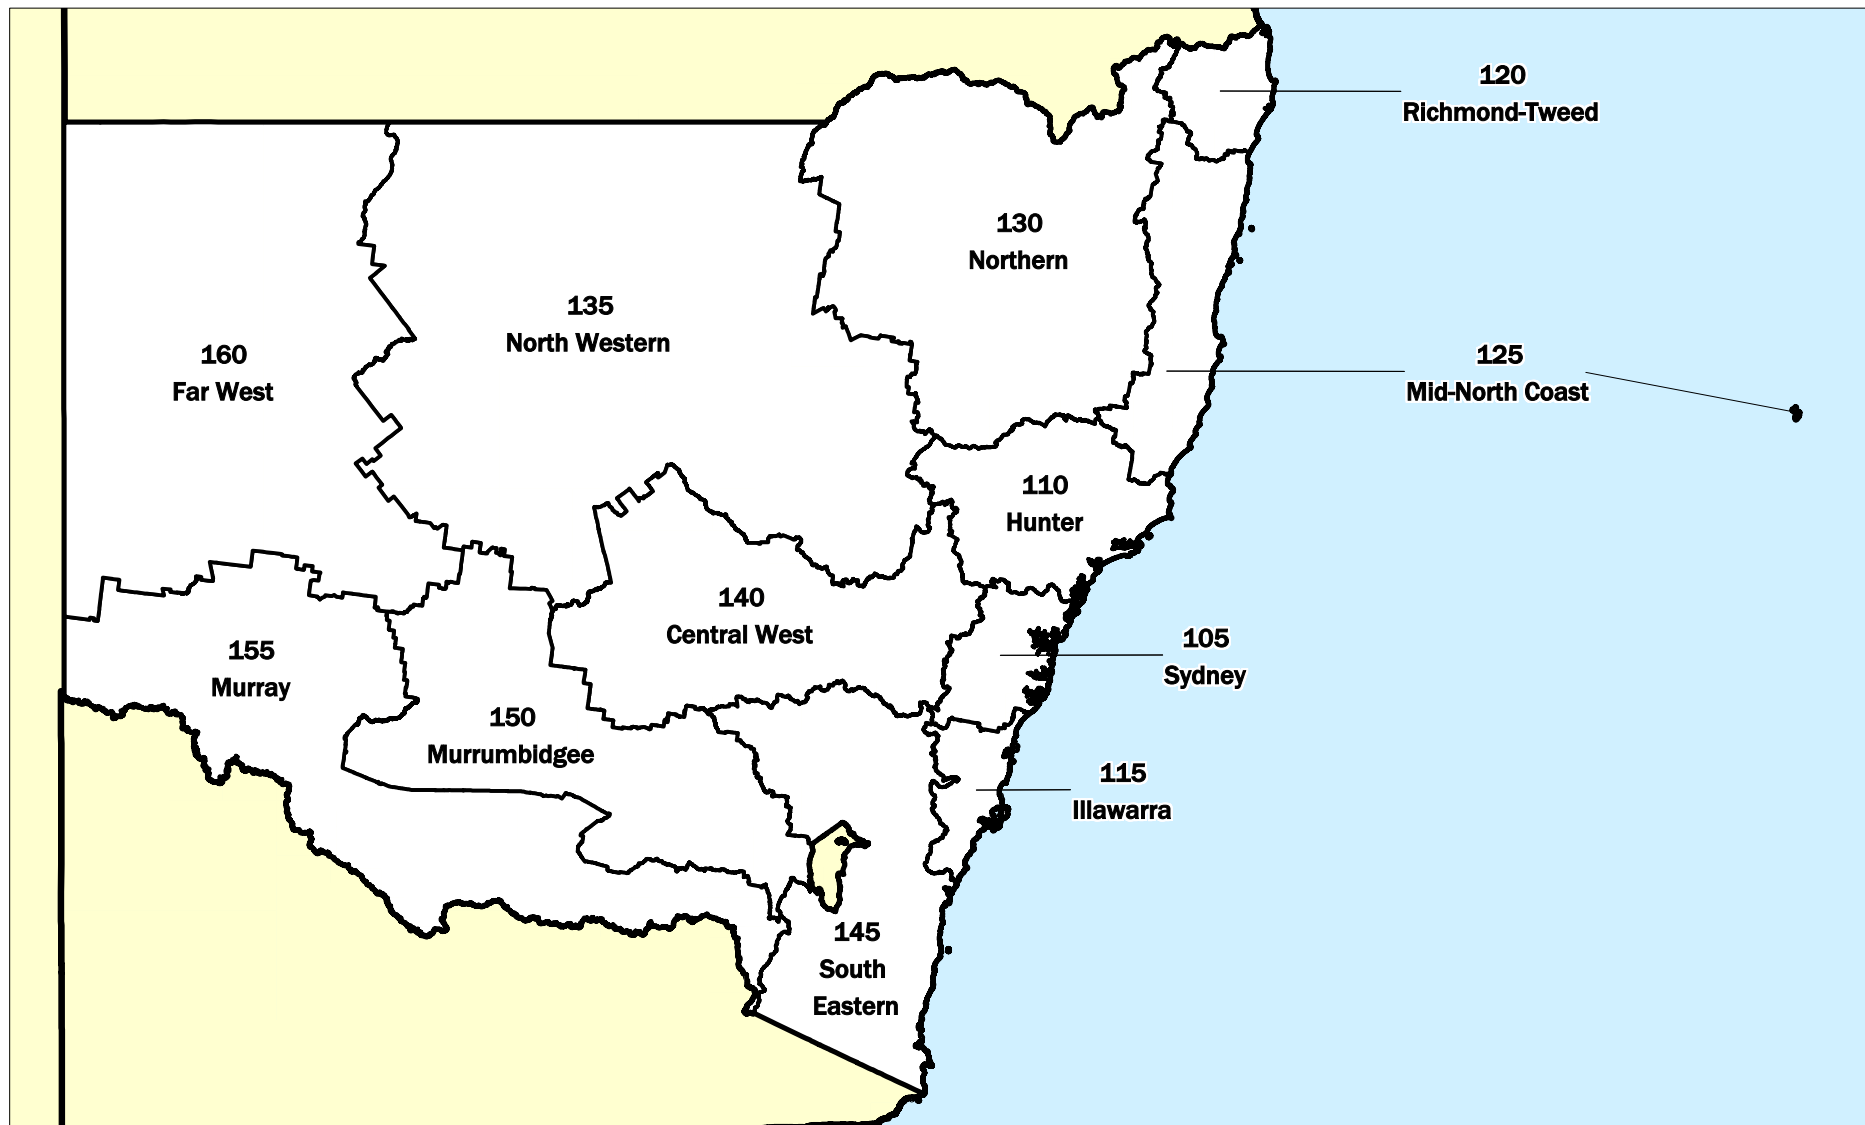 120
Richmond-Tweed
130
Northern
135
North Western
160
Far West
125
Mid-North Coast
110
Hunter
140
Central West
105
Sydney
155
Murray
150
Murrumbidgee
115
Illawarra
145
South
Eastern